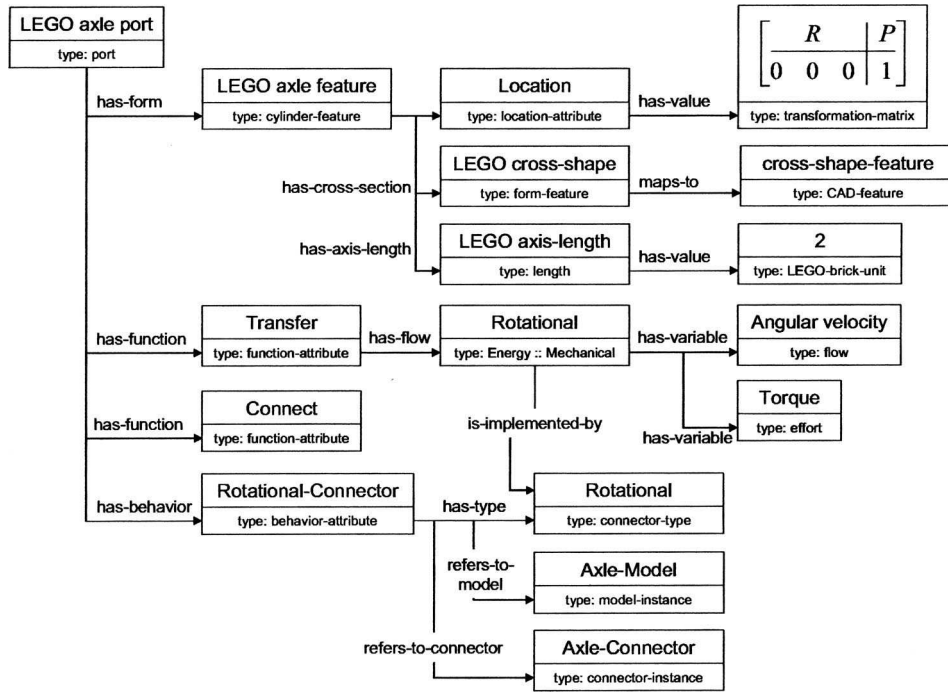 LEGO axle port
type: port
has-form
LEGO axle feature
type: cylinder-feature
Location
type: location-attribute
has-value
R P
0 0 0 1
type: transformation-matrix
has-cross-section
LEGO cross-shape
type: form-feature
maps-to
cross-shape-feature
type: CAD-feature
has-axis-length
LEGO axis-length
type: length
has-value
2
type: LEGO-brick-unit
has-function
Transfer
type: function-attribute
has-flow
Rotational
type: Energy :: Mechanical
has-variable
Angular velocity
type: flow
has-variable
Torque
type: effort
has-function
Connect
type: function-attribute
is-implemented-by
has-behavior
Rotational-Connector
type: behavior-attribute
has-type
Rotational
type: connector-type
refers-to-
model
Axle-Model
type: model-instance
refers-to-connector
Axle-Connector
type: connector-instance